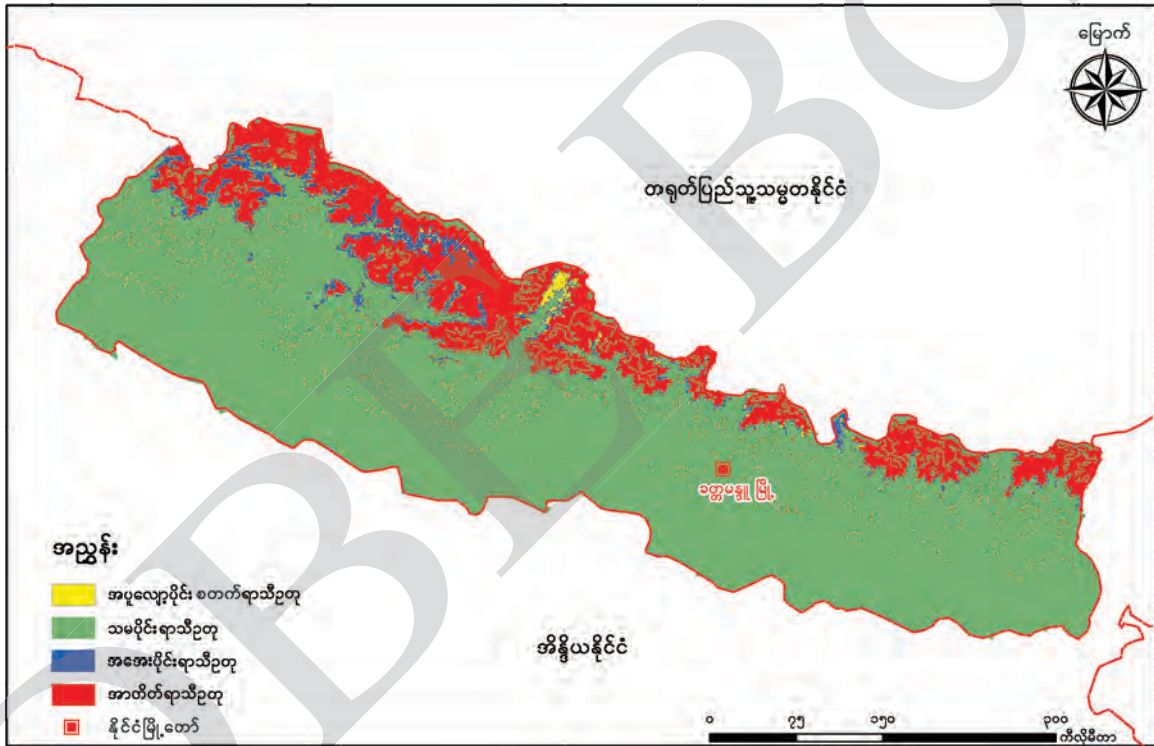 မြောက်
တရုတ်ပြည်သူ့သမ္မတနိုင်ငံ
ခတ္တမန္ဒူ မြို့
အညွှန်း
အပူလျော့ပိုင်း စတက်ရာသီဥတု
သမပိုင်းရာသီဥတု
အအေးပိုင်းရာသီဥတု
အာတိတ်ရာသီဥတု
နိုင်ငံမြို့တော်
အိန္ဒိယနိုင်ငံ
၀ ၇၅ ၁၅၀ ၃၀၀
ကီလိုမီတာ
DBE Bo